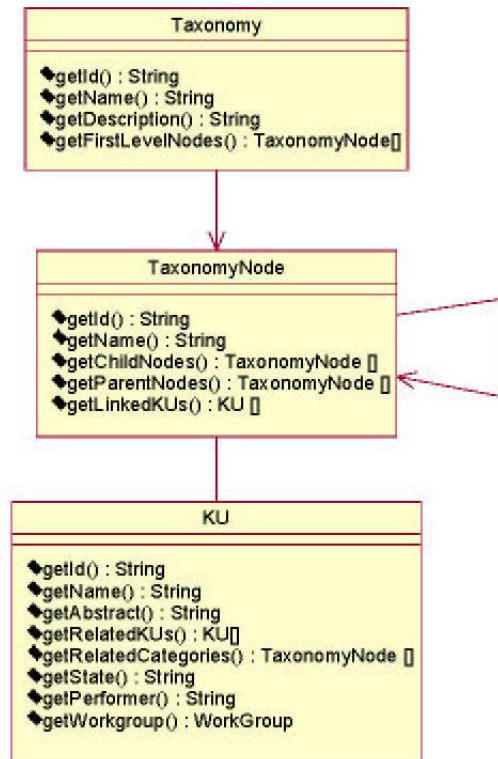 Taxonomy
getId() : String
getName() : String
getDescription() : String
getFirstLevelNodes() : TaxonomyNode[]
TaxonomyNode
getId() : String
getName() : String
getChildNodes() : TaxonomyNode []
getParentNodes() : TaxonomyNode []
getLinkedKUs() : KU []
KU
getId() : String
getName() : String
getAbstract() : String
getRelatedKUs() : KU[]
getRelatedCategories() : TaxonomyNode []
getState() : String
getPerformer() : String
getWorkgroup() : WorkGroup